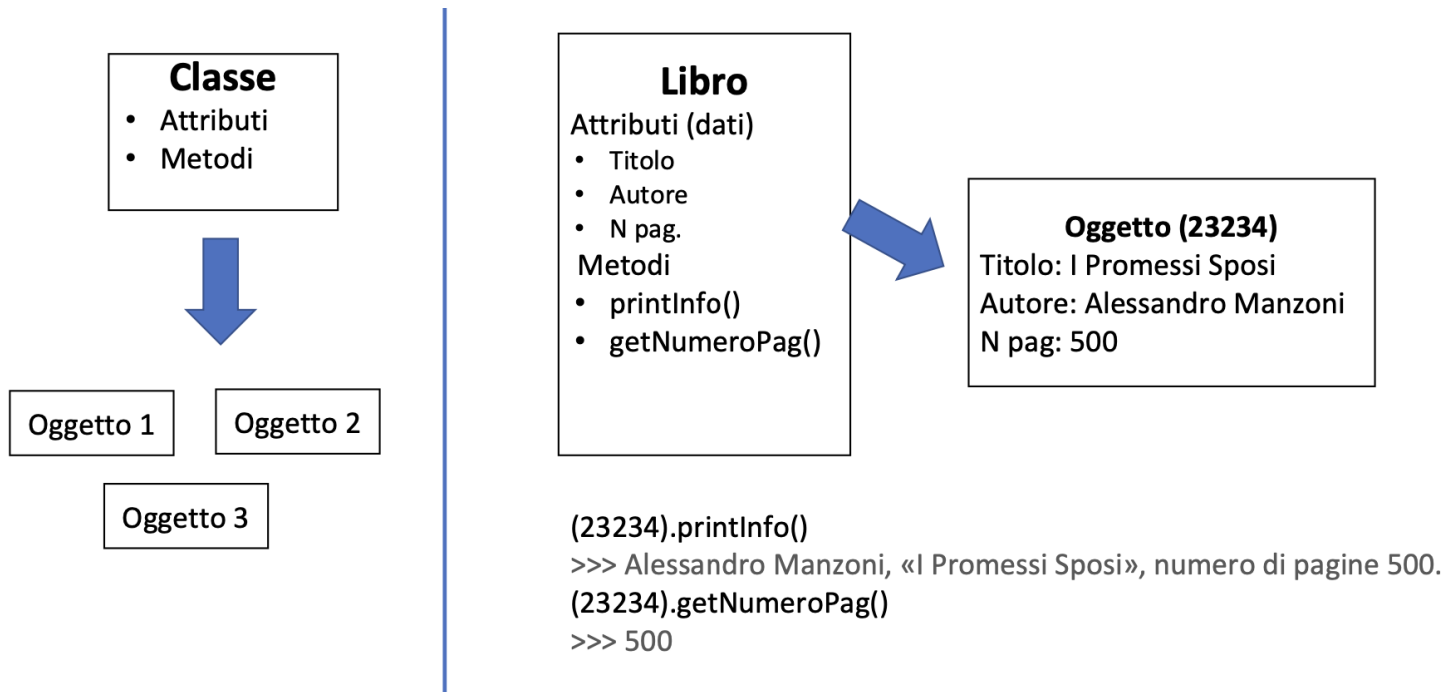 Classe
• Attributi
• Metodi
Oggetto 1
Oggetto 2
Oggetto 3
Libro
Attributi (dati)
• Titolo
• Autore
• N pag.
Metodi
• printInfo()
• getNumeroPag()
Oggetto (23234)
Titolo: I Promessi Sposi
Autore: Alessandro Manzoni
N pag: 500
(23234).printInfo()
>>> Alessandro Manzoni, «I Promessi Sposi», numero di pagine 500.
(23234).getNumeroPag()
>>> 500